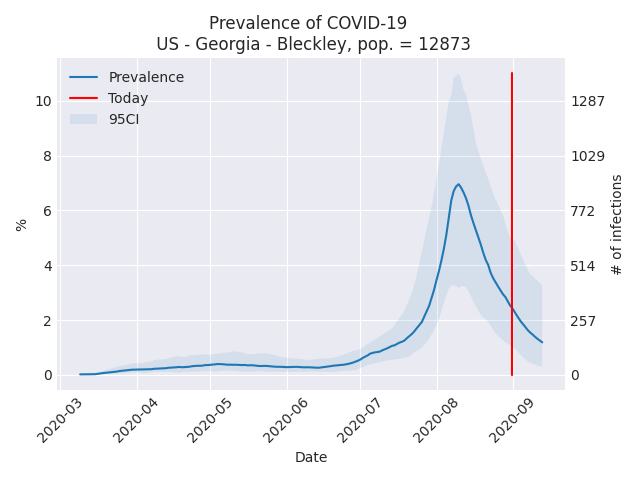 Prevalence of COVID-19
US - Georgia - Bleckley, pop. = 12873
Prevalence
Today
95CI
10
8
6
4
2
0
%
1287
1029
772
514
257
0
# of infections
2020-03
2020-04
2020-05
2020-06
2020-07
2020-08
2020-09
Date